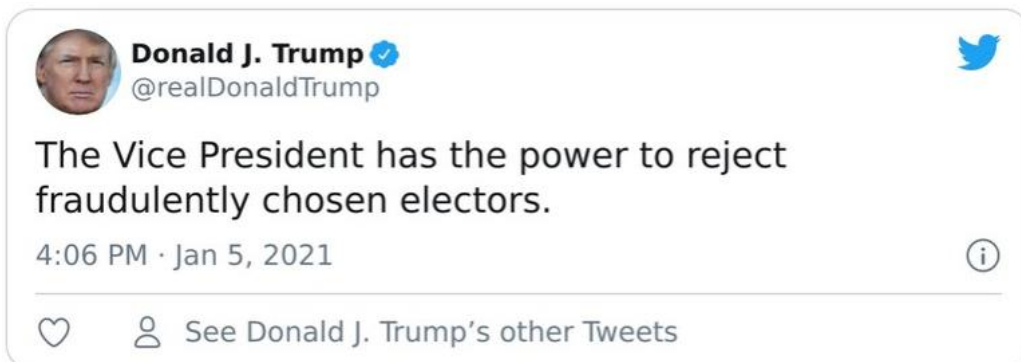 Donald J. Trump
@realDonaldTrump
The Vice President has the power to reject
fraudulently chosen electors.
4:06 PM · Jan 5, 2021
See Donald J. Trump’s other Tweets